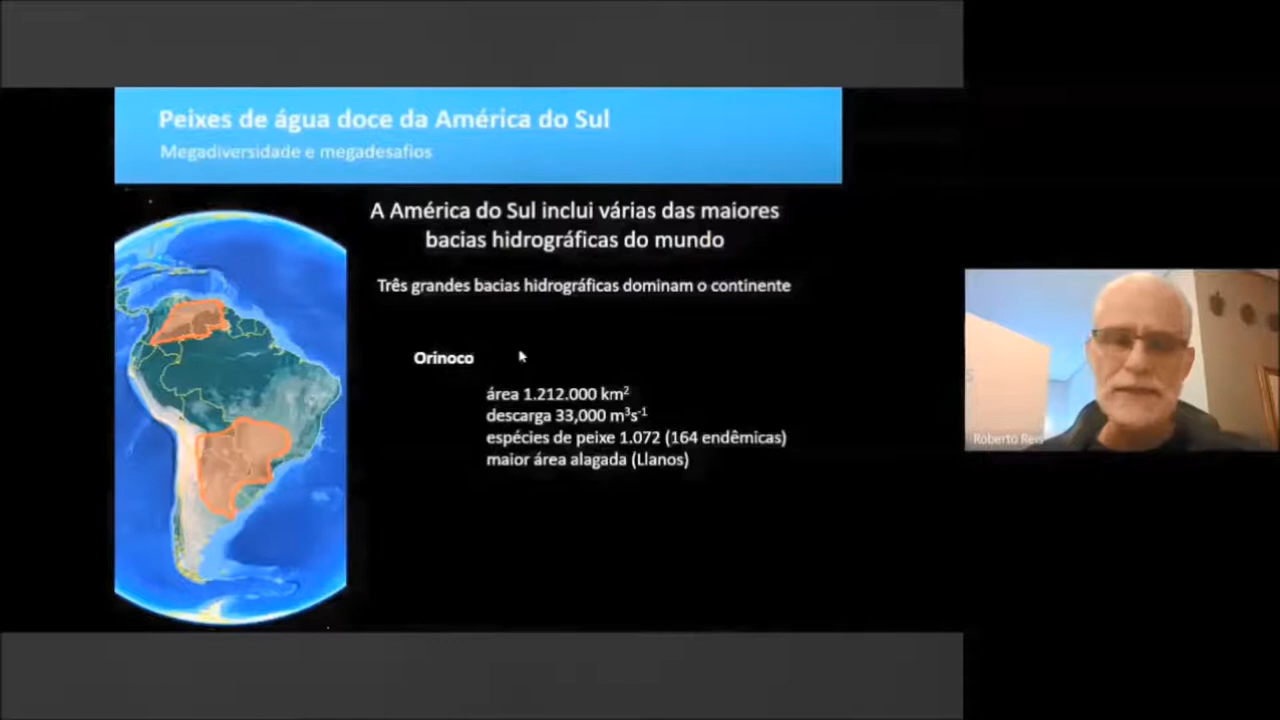 Peixes de água doce da América do Sul
Megadiversidade e megadesafios
A América do Sul inclui várias das maiores
bacias hidrográficas do mundo
Três grandes bacias hidrográficas dominam o continente
Orinoco
área 1.212.000 km²
descarga 33,000 m³s⁻¹
espécies de peixe 1.072 (164 endêmicas)
maior área alagada (Llanos)
Roberto Reis